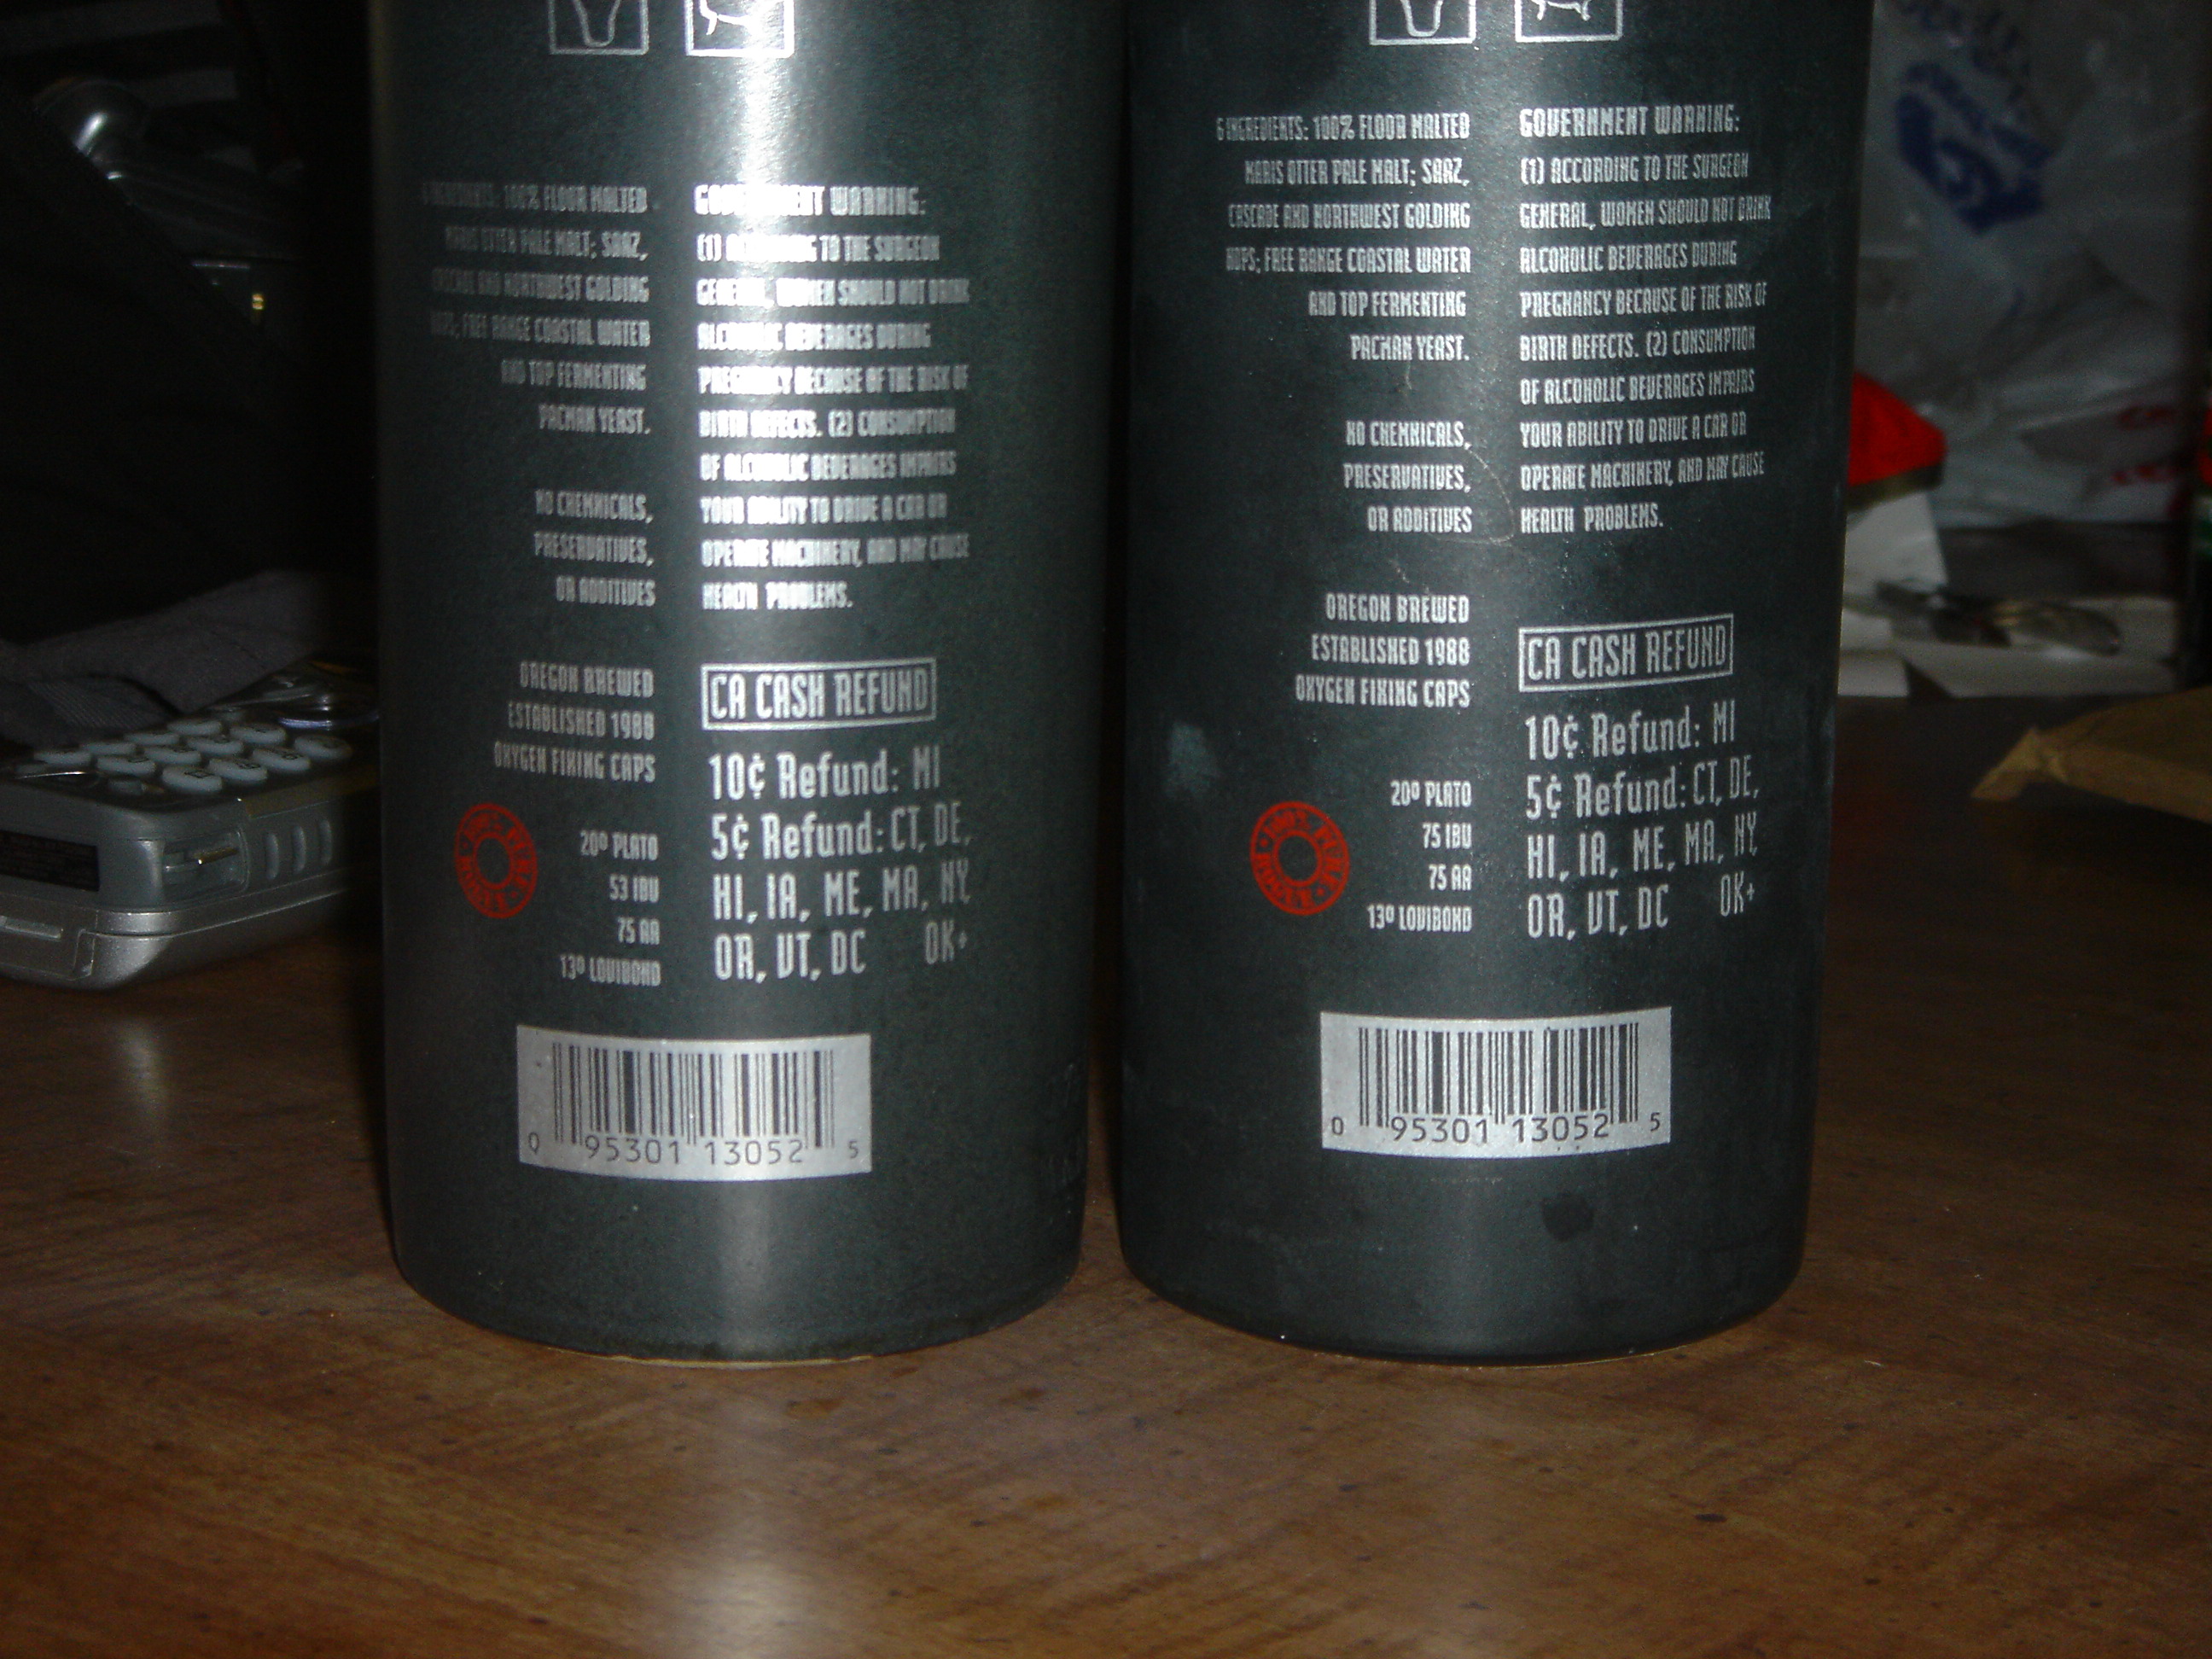 6 INGREDIENTS: 100% FLOOR MALTED
MARIS OTTER PALE MALT; SAAZ,
CASCADE AND NORTHWEST GOLDING
HOPS; FREE RANGE COASTAL WATER
AND TOP FERMENTING
PACMAN YEAST.
NO CHEMNICALS,
PRESERVATIVES,
OR ADDITIVES
OREGON BREWED
ESTABLISHED 1988
OXYGEN FIXING CAPS
20º PLATO
53 IBU
75 AA
13º LOVIBOND
GOVERNMENT WARNING:
(1) ACCORDING TO THE SURGEON
GENERAL, WOMEN SHOULD NOT DRINK
ALCOHOLIC BEVERAGES DURING
PREGNANCY BECAUSE OF THE RISK OF
BIRTH DEFECTS. (2) CONSUMPTION
OF ALCOHOLIC BEVERAGES IMPAIRS
YOUR ABILITY TO DRIVE A CAR OR
OPERATE MACHINERY, AND MAY CAUSE
HEALTH PROBLEMS.
CA CASH REFUND
10¢ Refund: MI
5¢ Refund: CT, DE,
HI, IA, ME, MA, NY,
OR, VT, DC OK+
0 95301 13052 5
6 INGREDIENTS: 100% FLOOR MALTED
MARIS OTTER PALE MALT; SAAZ,
CASCADE AND NORTHWEST GOLDING
HOPS; FREE RANGE COASTAL WATER
AND TOP FERMENTING
PACMAN YEAST.
NO CHEMNICALS,
PRESERVATIVES,
OR ADDITIVES
OREGON BREWED
ESTABLISHED 1988
OXYGEN FIXING CAPS
20º PLATO
75 IBU
75 AA
13º LOVIBOND
GOVERNMENT WARNING:
(1) ACCORDING TO THE SURGEON
GENERAL, WOMEN SHOULD NOT DRINK
ALCOHOLIC BEVERAGES DURING
PREGNANCY BECAUSE OF THE RISK OF
BIRTH DEFECTS. (2) CONSUMPTION
OF ALCOHOLIC BEVERAGES IMPAIRS
YOUR ABILITY TO DRIVE A CAR OR
OPERATE MACHINERY, AND MAY CAUSE
HEALTH PROBLEMS.
CA CASH REFUND
10¢ Refund: MI
5¢ Refund: CT, DE,
HI, IA, ME, MA, NY,
OR, VT, DC OK+
0 95301 13052 5